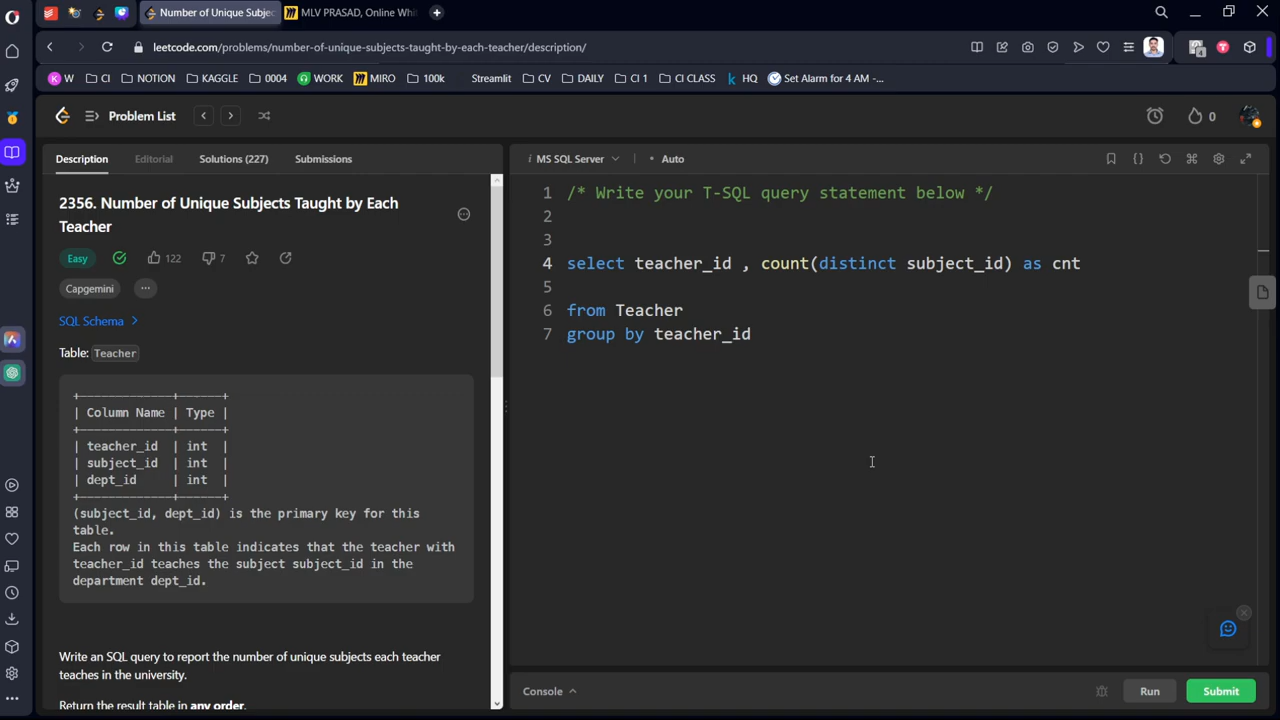 Number of Unique Subje
MLV PRASAD, Online Whi
leetcode.com/problems/number-of-unique-subjects-taught-by-each-teacher/description/
4
K W CI NOTION KAGGLE 0004 WORK MIRO 100k Streamlit CV DAILY CI 1 CI CLASS HQ Set Alarm for 4 AM -...
Problem List
0
Description Editorial Solutions (227) Submissions
i MS SQL Server • Auto
2356. Number of Unique Subjects Taught by Each
Teacher
Easy 122 7
Capgemini ...
SQL Schema >
Table: Teacher
+-------------+------+
| Column Name | Type |
+-------------+------+
| teacher_id | int |
| subject_id | int |
| dept_id | int |
+-------------+------+
(subject_id, dept_id) is the primary key for this
table.
Each row in this table indicates that the teacher with
teacher_id teaches the subject subject_id in the
department dept_id.
Write an SQL query to report the number of unique subjects each teacher
teaches in the university.
Return the result table in any order.
1 /* Write your T-SQL query statement below */
2
3
4 select teacher_id , count(distinct subject_id) as cnt
5
6 from Teacher
7 group by teacher_id
Console
Run
Submit